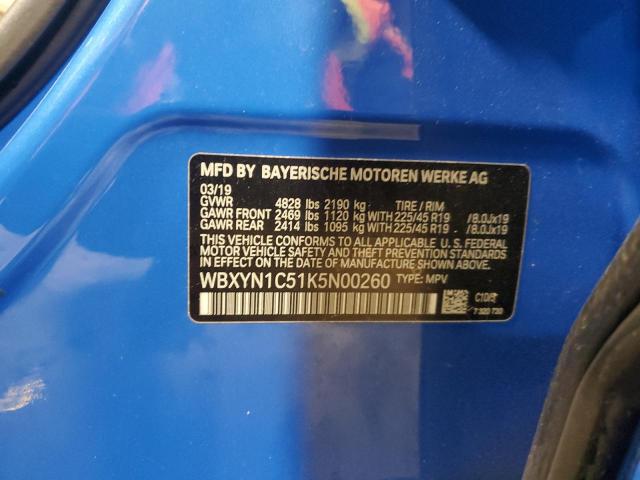 MFD BY BAYERISCHE MOTOREN WERKE AG
03/19
GVWR 4828 lbs 2190 kg TIRE / RIM
GAWR FRONT 2469 lbs 1120 kg WITH 225/45 R19 /8.0Jx19
GAWR REAR 2414 lbs 1095 kg WITH 225/45 R19 /8.0Jx19
THIS VEHICLE CONFORMS TO ALL APPLICABLE U. S. FEDERAL
MOTOR VEHICLE SAFETY AND THEFT PREVENTION STANDARDS
IN EFFECT ON THE DATE OF MANUFACTURE SHOWN ABOVE.
WBXYN1C51K5N00260 TYPE: MPV
7 320 720